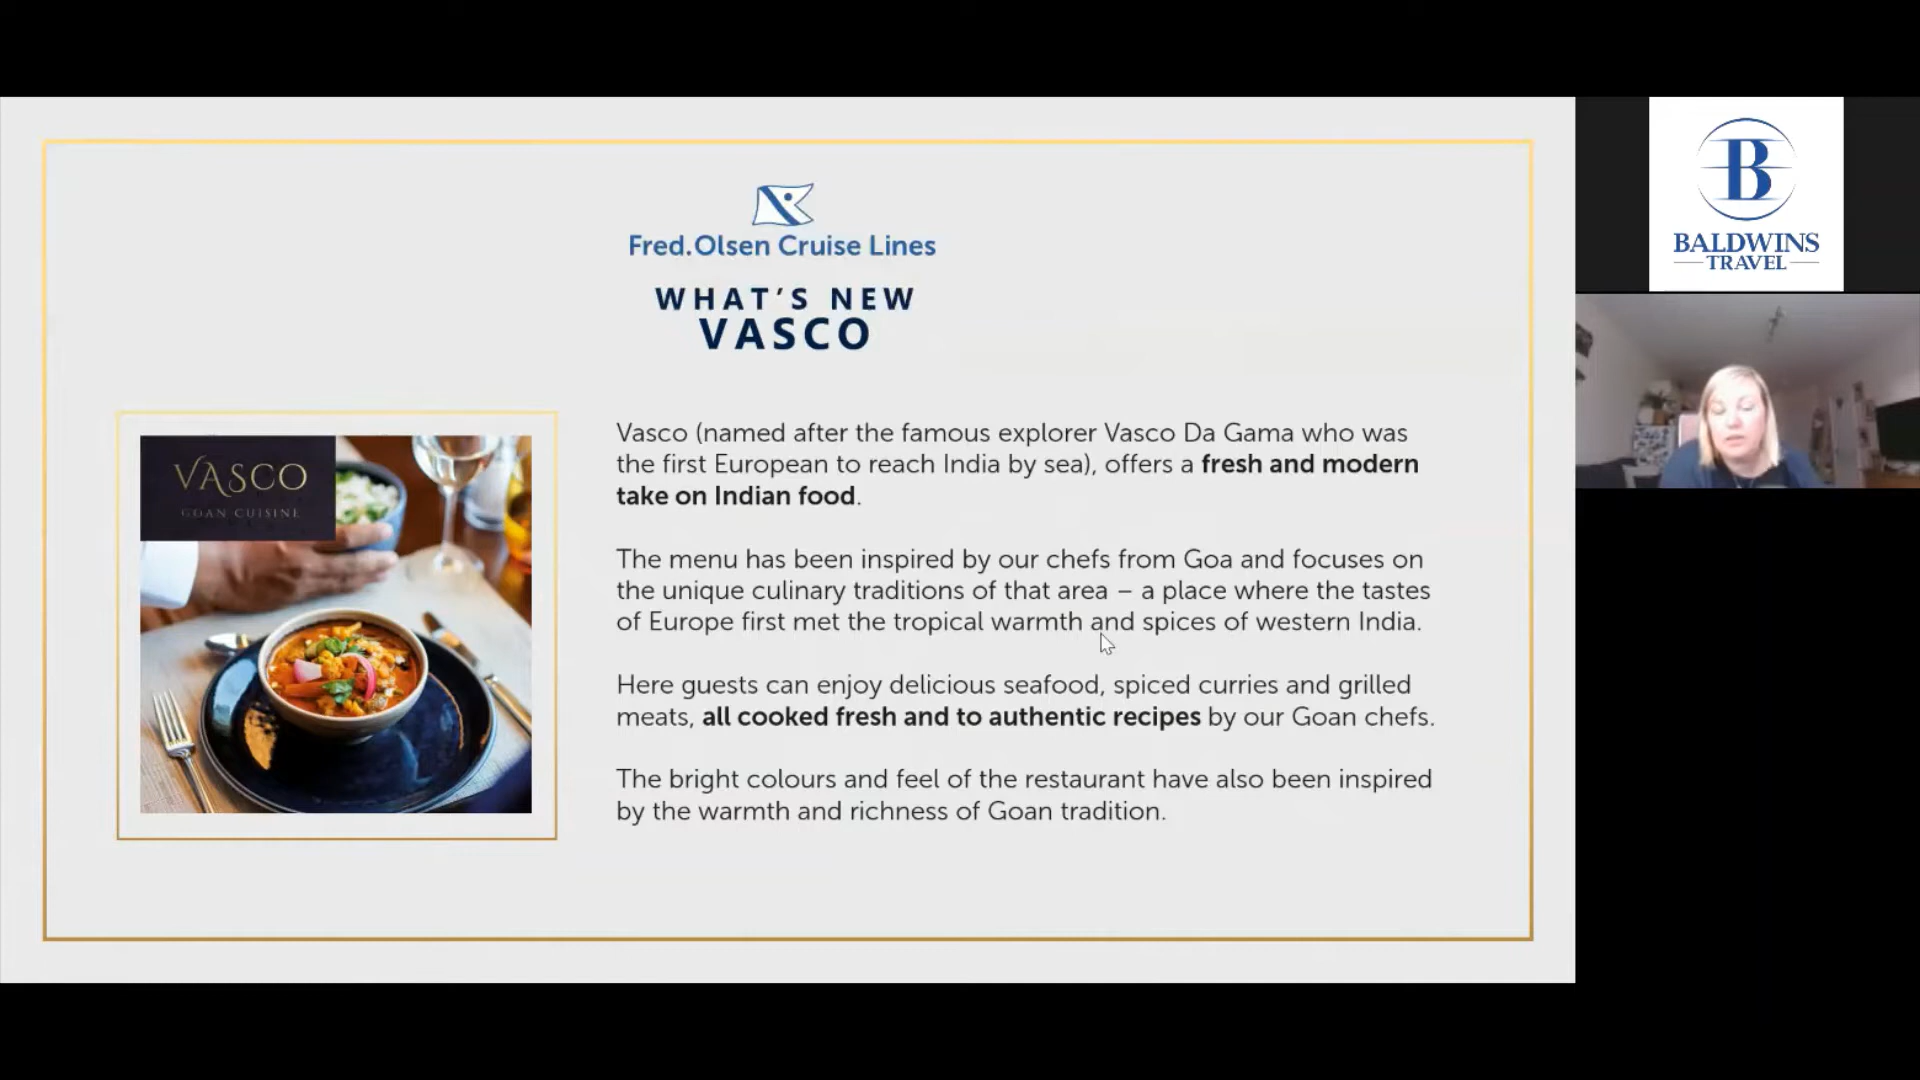 Fred.Olsen Cruise Lines
WHAT'S NEW
VASCO
VASCO
GOAN CUISINE
Vasco (named after the famous explorer Vasco Da Gama who was
the first European to reach India by sea), offers a fresh and modern
take on Indian food.
The menu has been inspired by our chefs from Goa and focuses on
the unique culinary traditions of that area – a place where the tastes
of Europe first met the tropical warmth and spices of western India.
Here guests can enjoy delicious seafood, spiced curries and grilled
meats, all cooked fresh and to authentic recipes by our Goan chefs.
The bright colours and feel of the restaurant have also been inspired
by the warmth and richness of Goan tradition.
B
BALDWINS
TRAVEL